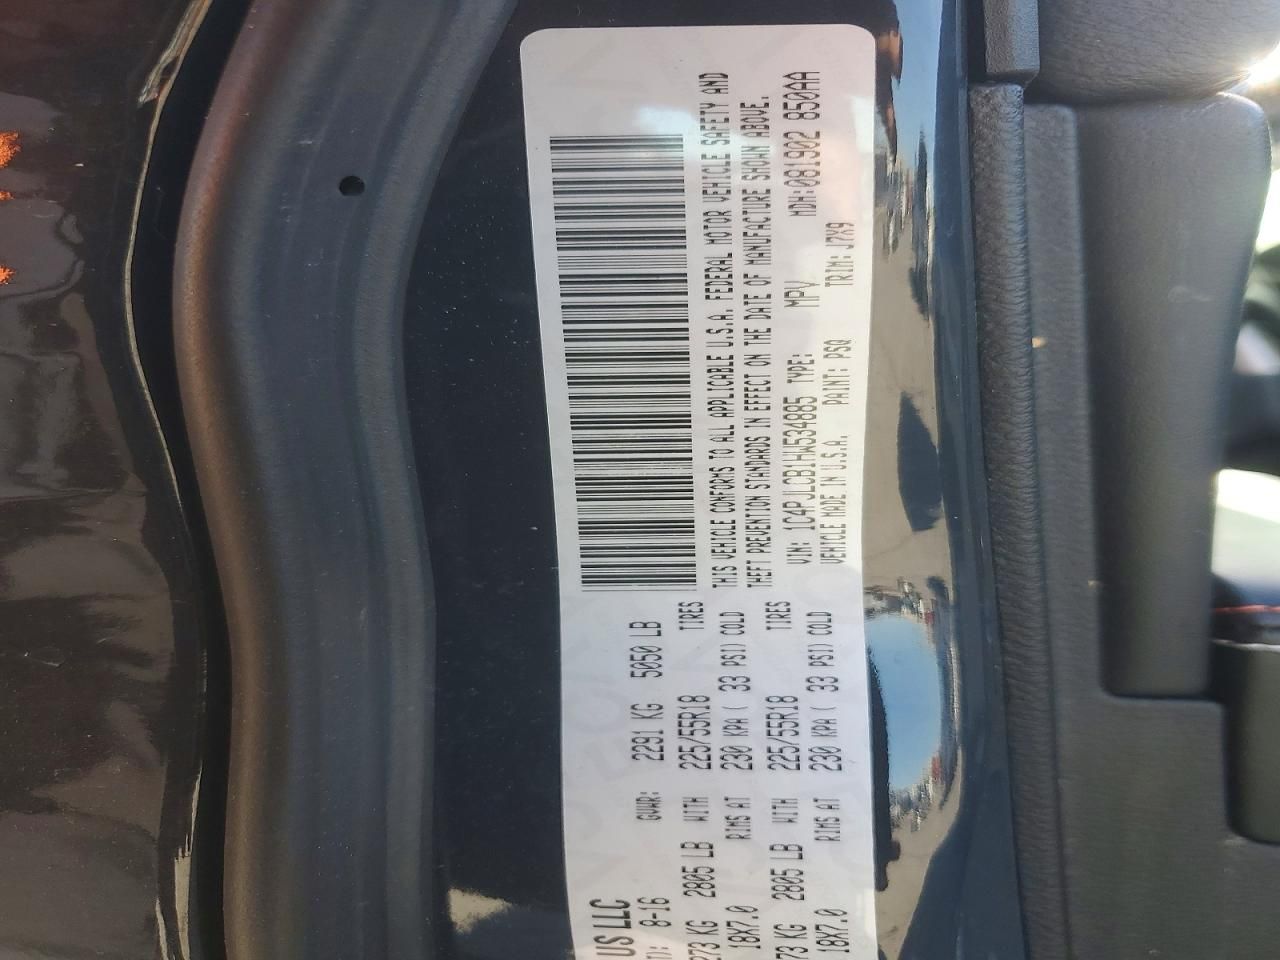 US LLC
8-16 GVWR: 2291 KG 5050 LB
273 KG 2805 LB WITH 225/55R18 TIRES
18X7.0 RIMS AT 230 KPA ( 33 PSI) COLD
73 KG 2805 LB WITH 225/55R18 TIRES
18X7.0 RIMS AT 230 KPA ( 33 PSI) COLD
THIS VEHICLE CONFORMS TO ALL APPLICABLE U.S.A. FEDERAL MOTOR VEHICLE SAFETY AND
THEFT PREVENTION STANDARDS IN EFFECT ON THE DATE OF MANUFACTURE SHOWN ABOVE.
VIN: 1C4PJLCB1HW534885 TYPE: MPV MDH:081902 850AA
VEHICLE MADE IN U.S.A. PAINT: PSQ TRIM: J7X9